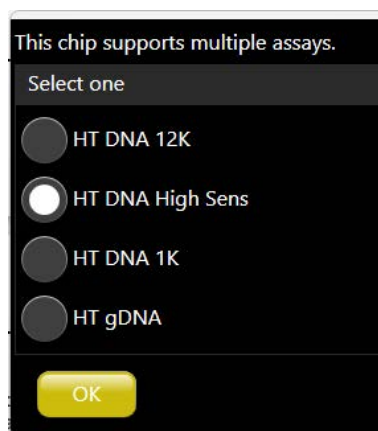 This chip supports multiple assays.
Select one
HT DNA 12K
HT DNA High Sens
HT DNA 1K
HT gDNA
OK